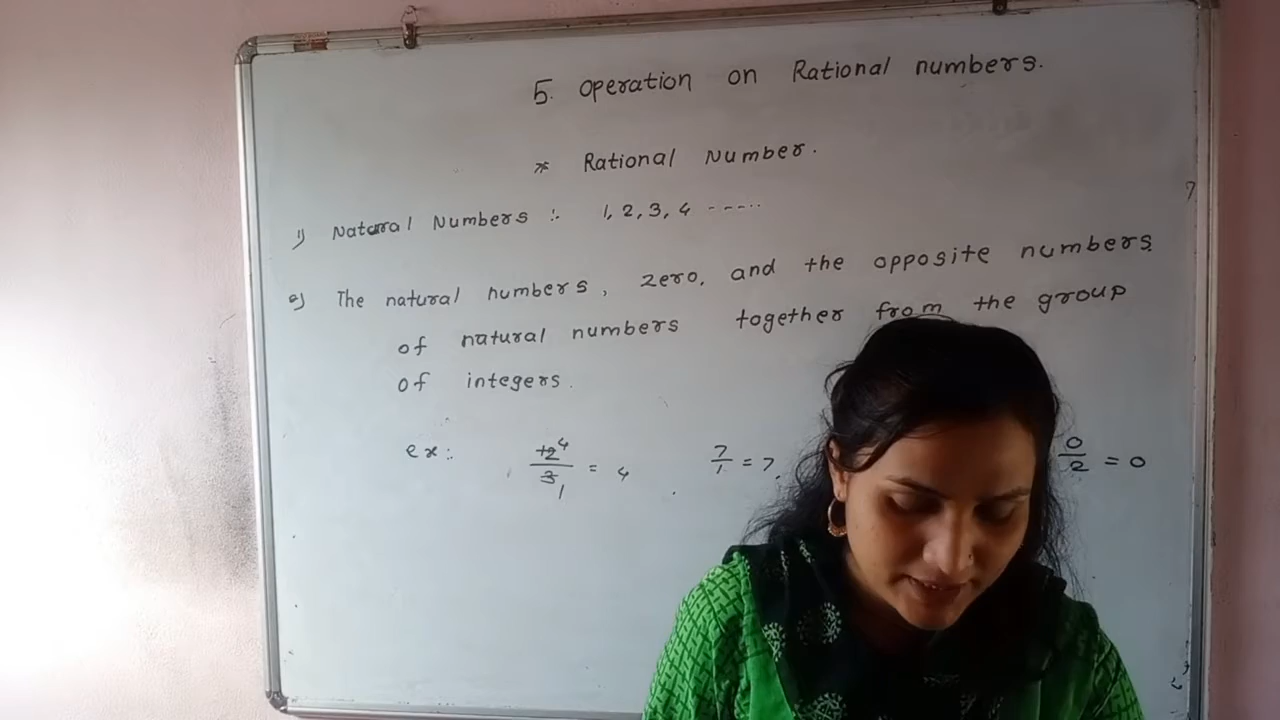 5. Operation on Rational numbers.
* Rational Number.
1) Natural Numbers :- 1, 2, 3, 4 -----
The natural numbers, zero, and the opposite numbers
of natural numbers together from the group
of integers.
ex:- 12/3 = 4 7/1 = 7 0/2 = 0